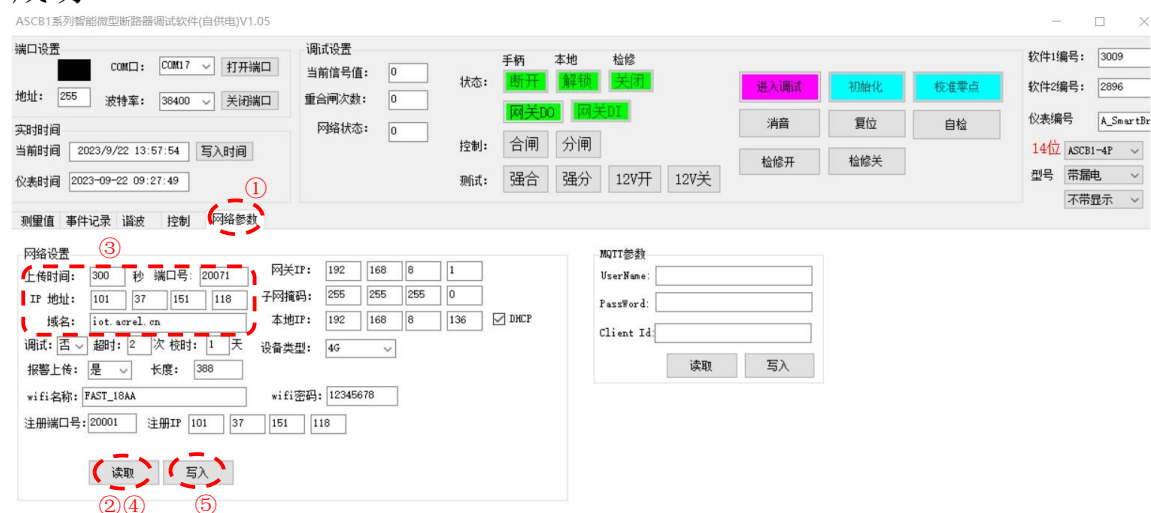 ASCB1系列智能微型断路器调试软件(自供电)V1.05
端口设置
COM口: COM17 打开端口
地址: 255 波特率: 38400 关闭端口
实时时间
当前时间 2023/9/22 13:57:54 写入时间
仪表时间 2023-09-22 09:27:49
调试设置
当前信号值: 0
重合闸次数: 0
网络状态: 0
手柄 本地 检修
状态: 断开 解锁 关闭
网关DO 网关DI
控制: 合闸 分闸
测试: 强合 强分 12V开 12V关
进入调试 初始化 校准零点
消音 复位 自检
检修开 检修关
软件1编号: 3009
软件2编号: 2896
仪表编号 A_SmartBr
14位 ASCB1-4P
型号 带漏电
不带显示
①
测量值 事件记录 谐波 控制 网络参数
网络设置
③
上传时间: 300 秒 端口号: 20071 网关IP: 192 168 8 1
IP 地址: 101 37 151 118 子网掩码: 255 255 255 0
域名: iot.acrel.cn 本地IP: 192 168 8 136 DHCP
调试: 否 超时: 2 次 校时: 1 天 设备类型: 4G
报警上传: 是 长度: 388
wifi名称: FAST_18AA wifi密码: 12345678
注册端口号: 20001 注册IP 101 37 151 118
读取 写入
②④ ⑤
MQTT参数
UserName:
PassWord:
Client Id:
读取 写入